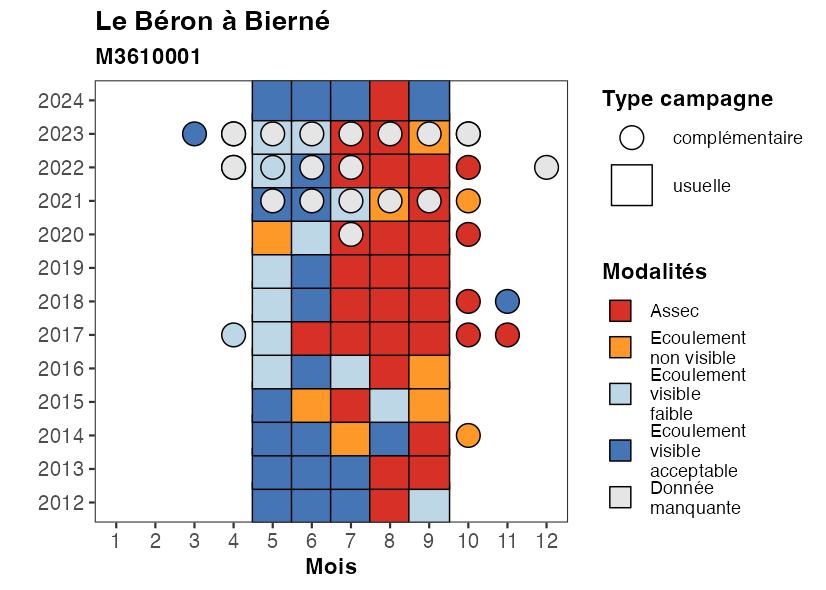 Le Béron à Bierné
M3610001
2024
2023
2022
2021
2020
2019
2018
2017
2016
2015
2014
2013
2012
1 2 3 4 5 6 7 8 9 10 11 12
Mois
Type campagne
complémentaire
usuelle
Modalités
Assec
Ecoulement
non visible
Ecoulement
visible
faible
Ecoulement
visible
acceptable
Donnée
manquante